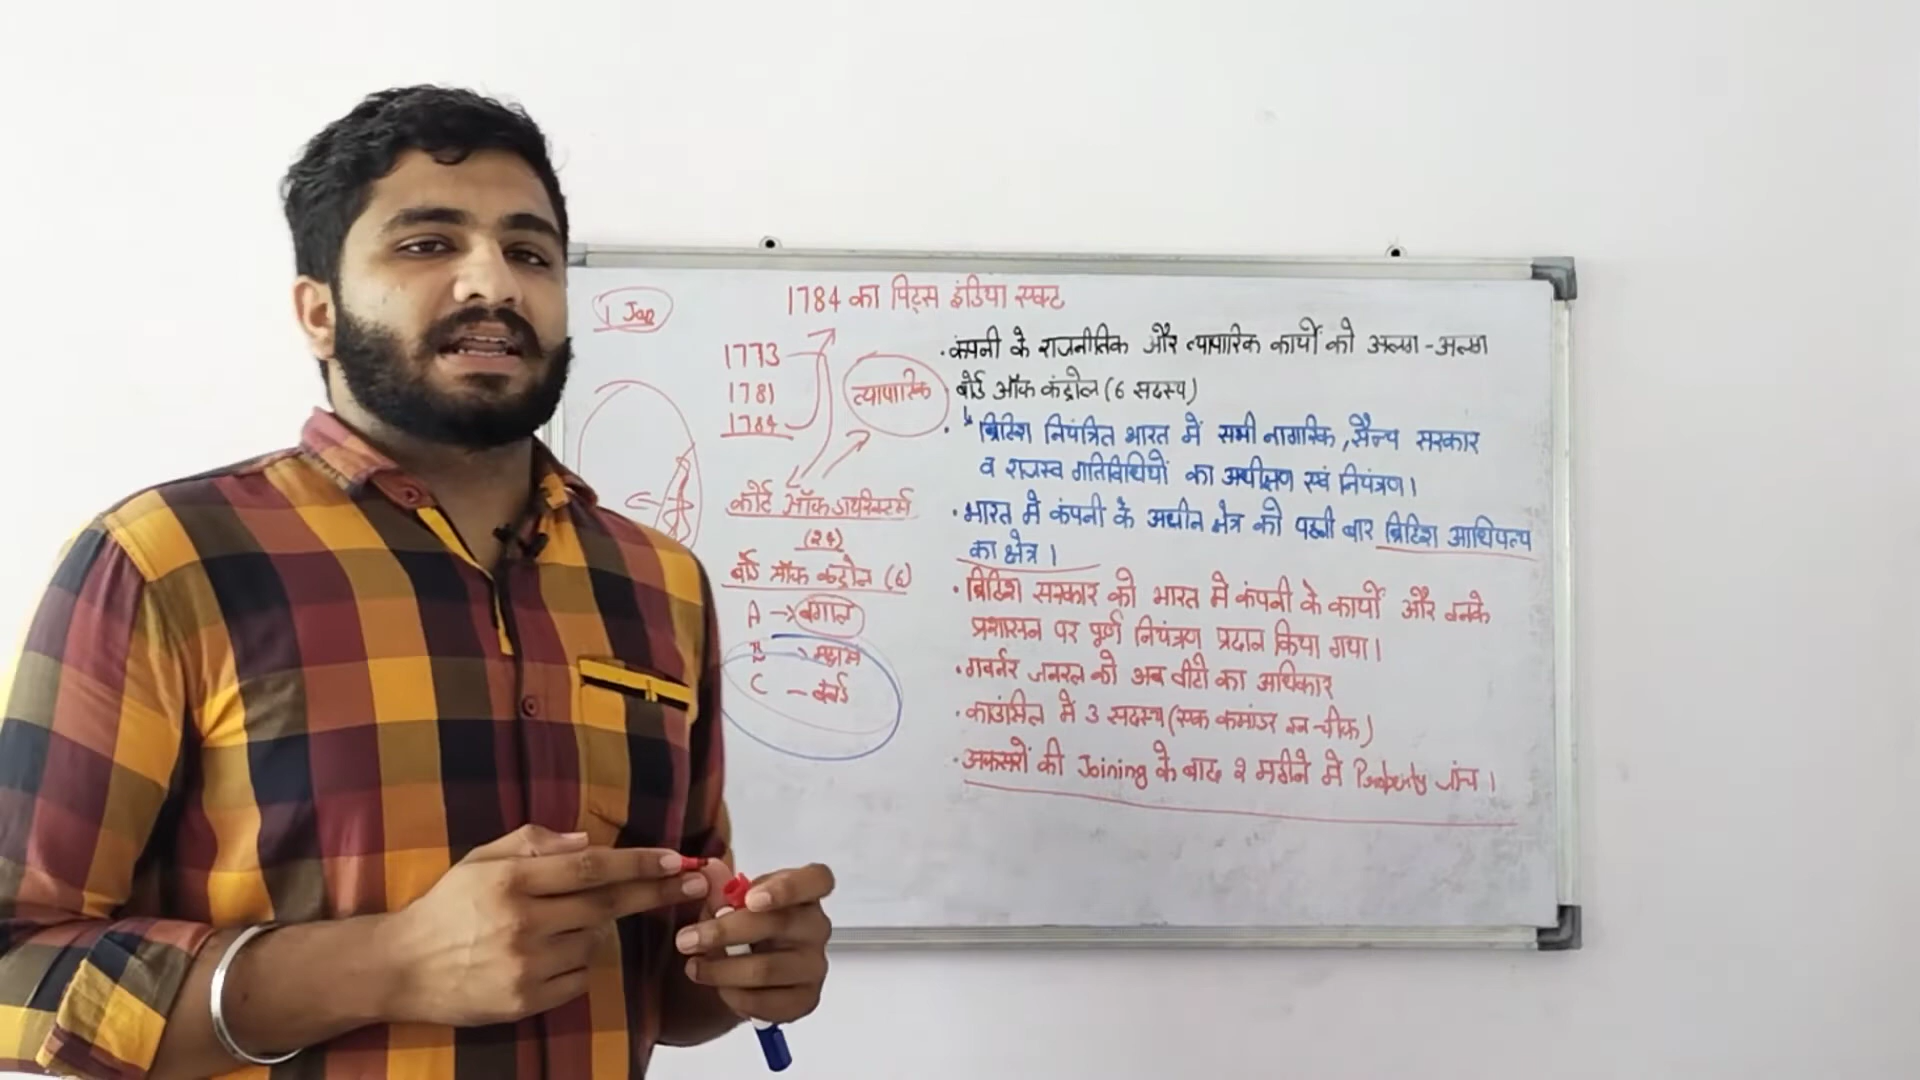 1 Jan
1784 का पिट्स इंडिया एक्ट
1773
1781
1784
व्यापारिक
कोर्ट ऑफ डायरेक्टर्स
(24)
बोर्ड ऑफ कंट्रोल (6)
A → बंगाल
B → मद्रास
C – बंबई
· कंपनी के राजनीतिक और व्यापारिक कार्यों को अलग-अलग
· बोर्ड ऑफ कंट्रोल (6 सदस्य)
· ↳ ब्रिटिश नियंत्रित भारत में सभी नागरिक, सैन्य सरकार
व राजस्व गतिविधियों का अधीक्षण एवं नियंत्रण।
· भारत में कंपनी के अधीन क्षेत्र को पहली बार ब्रिटिश आधिपत्य
का क्षेत्र।
· ब्रिटिश सरकार को भारत में कंपनी के कार्यों और उनके
प्रशासन पर पूर्ण नियंत्रण प्रदान किया गया।
· गवर्नर जनरल को अब वीटो का अधिकार
· काउंसिल में 3 सदस्य (एक कमांडर इन-चीफ)
· अफसरों की Joining के बाद 2 महीने में Property जांच।